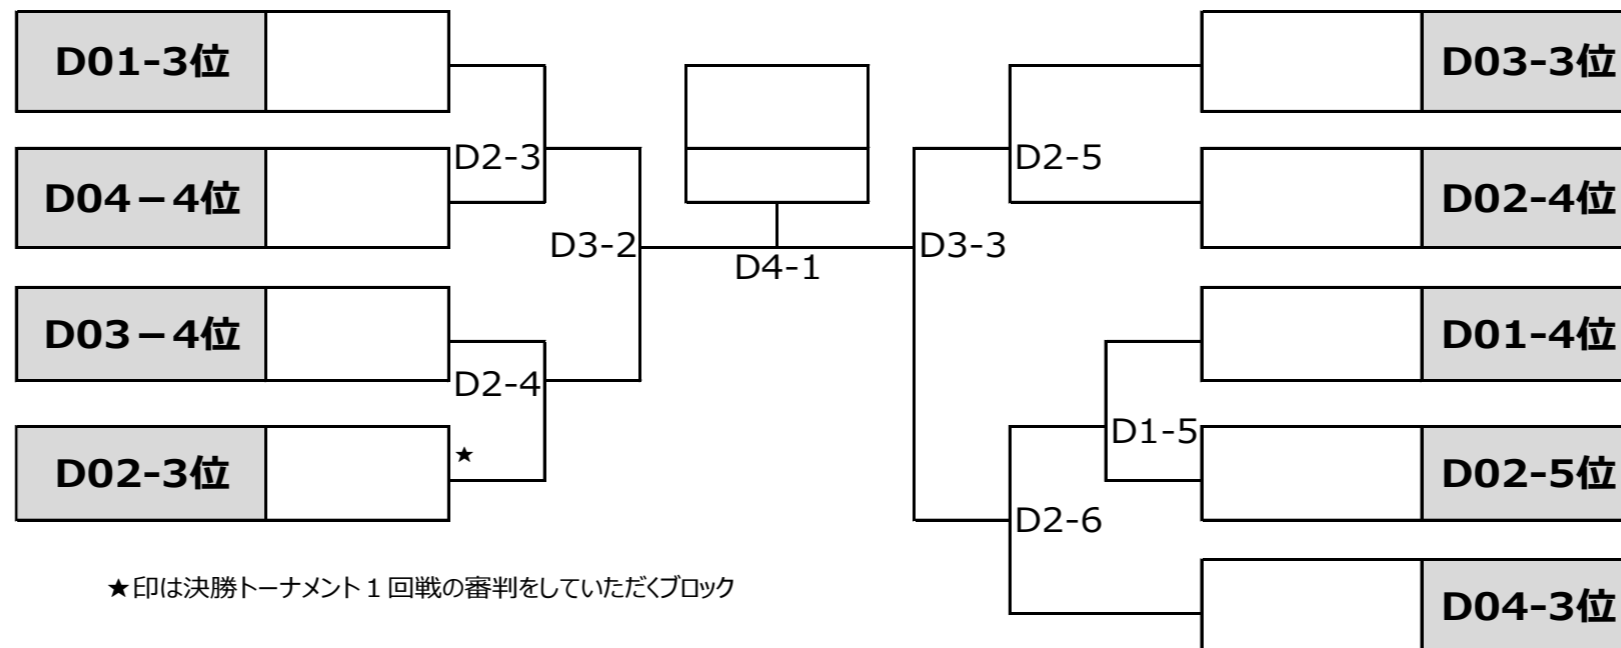 D01-3位
D04－4位
D03－4位
D02-3位
D2-3
D2-4
★
D3-2
D4-1
D3-3
D2-5
D1-5
D2-6
D03-3位
D02-4位
D01-4位
D02-5位
D04-3位
★印は決勝トーナメント１回戦の審判をしていただくブロック